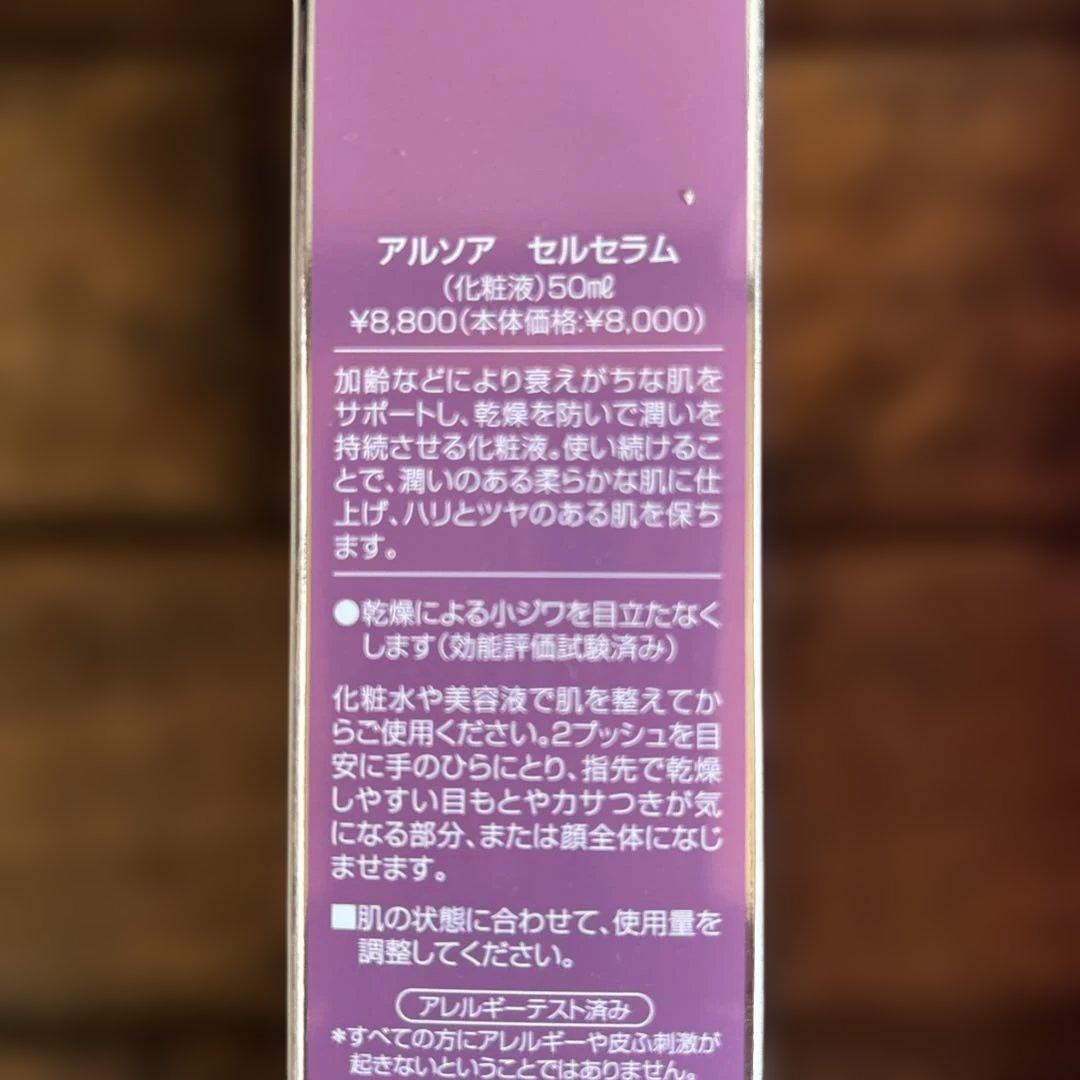 アルソア　セルセラム
（化粧液）50mℓ
¥8,800（本体価格:¥8,000）
加齢などにより衰えがちな肌を
サポートし、乾燥を防いで潤いを
持続させる化粧液。使い続けるこ
とで、潤いのある柔らかな肌に仕
上げ、ハリとツヤのある肌を保ち
ます。
●乾燥による小ジワを目立たなく
します（効能評価試験済み）
化粧水や美容液で肌を整えてか
らご使用ください。2プッシュを目
安に手のひらにとり、指先で乾燥
しやすい目もとやカサつきが気
になる部分、または顔全体になじ
ませます。
■肌の状態に合わせて、使用量を
調整してください。
アレルギーテスト済み
*すべての方にアレルギーや皮ふ刺激が
起きないということではありません。